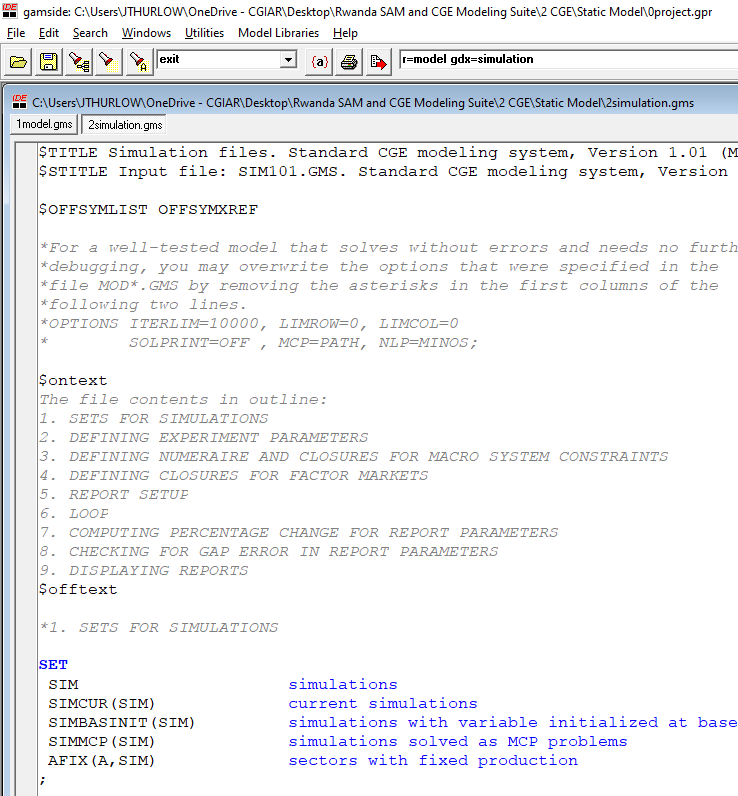 IDE gamside: C:\Users\JTHURLOW\OneDrive - CGIAR\Desktop\Rwanda SAM and CGE Modeling Suite\2 CGE\Static Model\0project.gpr
File Edit Search Windows Utilities Model Libraries Help
A exit {a} r=model gdx=simulation
IDE C:\Users\JTHURLOW\OneDrive - CGIAR\Desktop\Rwanda SAM and CGE Modeling Suite\2 CGE\Static Model\2simulation.gms
1model.gms 2simulation.gms
$TITLE Simulation files. Standard CGE modeling system, Version 1.01 (M
$STITLE Input file: SIM101.GMS. Standard CGE modeling system, Version
$OFFSYMLIST OFFSYMXREF
*For a well-tested model that solves without errors and needs no furth
*debugging, you may overwrite the options that were specified in the
*file MOD*.GMS by removing the asterisks in the first columns of the
*following two lines.
*OPTIONS ITERLIM=10000, LIMROW=0, LIMCOL=0
* SOLPRINT=OFF , MCP=PATH, NLP=MINOS;
$ontext
The file contents in outline:
1. SETS FOR SIMULATIONS
2. DEFINING EXPERIMENT PARAMETERS
3. DEFINING NUMERAIRE AND CLOSURES FOR MACRO SYSTEM CONSTRAINTS
4. DEFINING CLOSURES FOR FACTOR MARKETS
5. REPORT SETUP
6. LOOP
7. COMPUTING PERCENTAGE CHANGE FOR REPORT PARAMETERS
8. CHECKING FOR GAP ERROR IN REPORT PARAMETERS
9. DISPLAYING REPORTS
$offtext
*1. SETS FOR SIMULATIONS
SET
SIM simulations
SIMCUR(SIM) current simulations
SIMBASINIT(SIM) simulations with variable initialized at base
SIMMCP(SIM) simulations solved as MCP problems
AFIX(A,SIM) sectors with fixed production
;